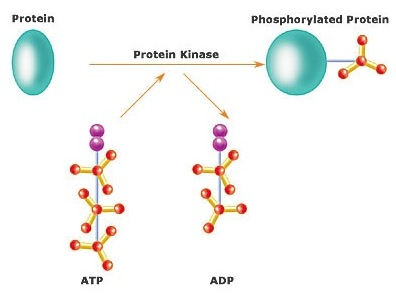 Protein
Phosphorylated Protein
Protein Kinase
ATP
ADP